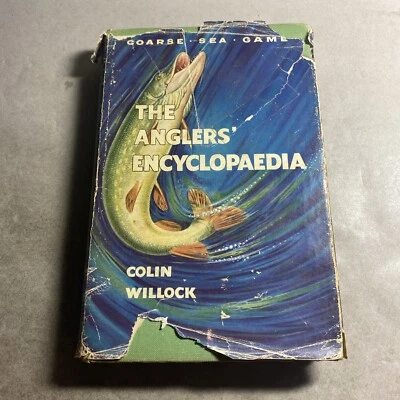 COARSE · SEA · GAME
THE
ANGLERS'
ENCYCLOPAEDIA
COLIN
WILLOCK